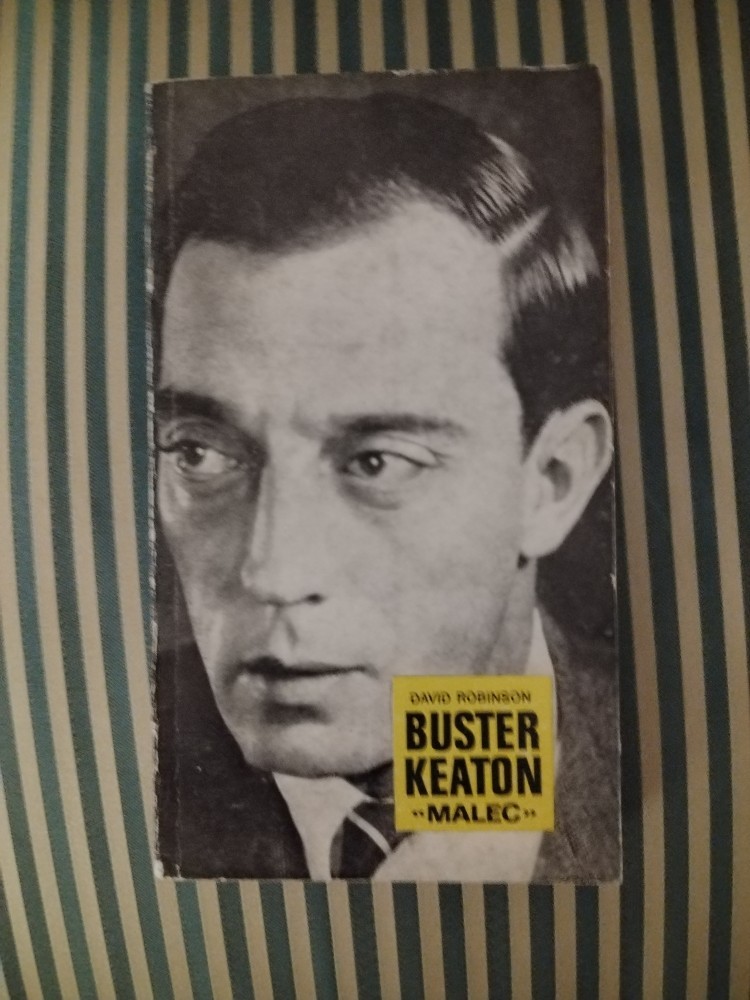 DAVID ROBINSON
BUSTER
KEATON
«MALEC»